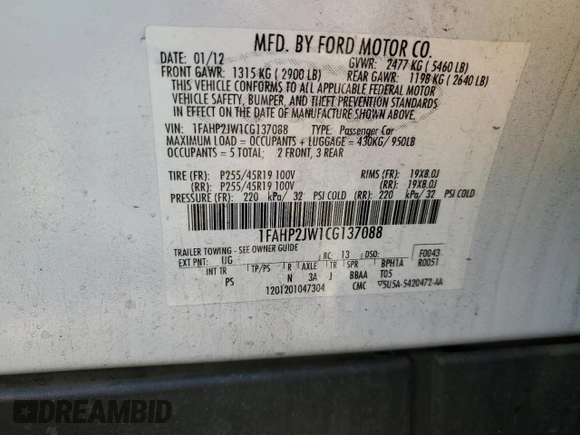 MFD. BY FORD MOTOR CO.
DATE: 01/12 GVWR: 2477 KG ( 5460 LB)
FRONT GAWR: 1315 KG ( 2900 LB) REAR GAWR: 1198 KG ( 2640 LB)
THIS VEHICLE CONFORMS TO ALL APPLICABLE FEDERAL MOTOR
VEHICLE SAFETY, BUMPER, AND THEFT PREVENTION STANDARDS
IN EFFECT ON THE DATE OF MANUFACTURE SHOWN ABOVE.
VIN: 1FAHP2JW1CG137088 TYPE: Passenger Car
MAXIMUM LOAD = OCCUPANTS + LUGGAGE = 430KG/ 950LB
OCCUPANTS = 5 TOTAL; 2 FRONT, 3 REAR
TIRE (FR): P255/45R19 100V RIMS (FR): 19X8.0J
(RR): P255/45R19 100V (RR): 19X8.0J
PRESSURE (FR): 220 kPa/ 32 PSI COLD (RR): 220 kPa/ 32 PSI COLD
1FAHP2JW1CG137088
TRAILER TOWING - SEE OWNER GUIDE
EXT PNT: UG RC: 13 DSO: F0043
R0051
INT TR TP/PS R AXLE TR SPR BPH1A
PS N 3A J BBAA T05
1201201047304 CMC 5U5A-5420472-AA
DREAMBID